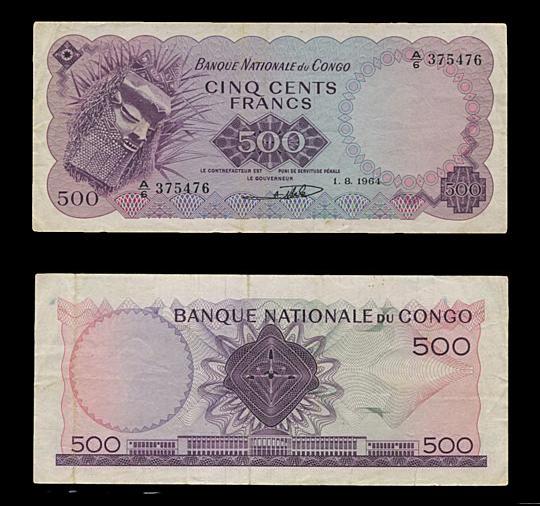 BANQUE NATIONALE DU CONGO
A/6 375476
CINQ CENTS
FRANCS
500
LE CONTREFACTEUR EST PUNI DE SERVITUDE PÉNALE
LE GOUVERNEUR
1.8.1964
500
A/6 375476
500
BANQUE NATIONALE DU CONGO
500
500
500